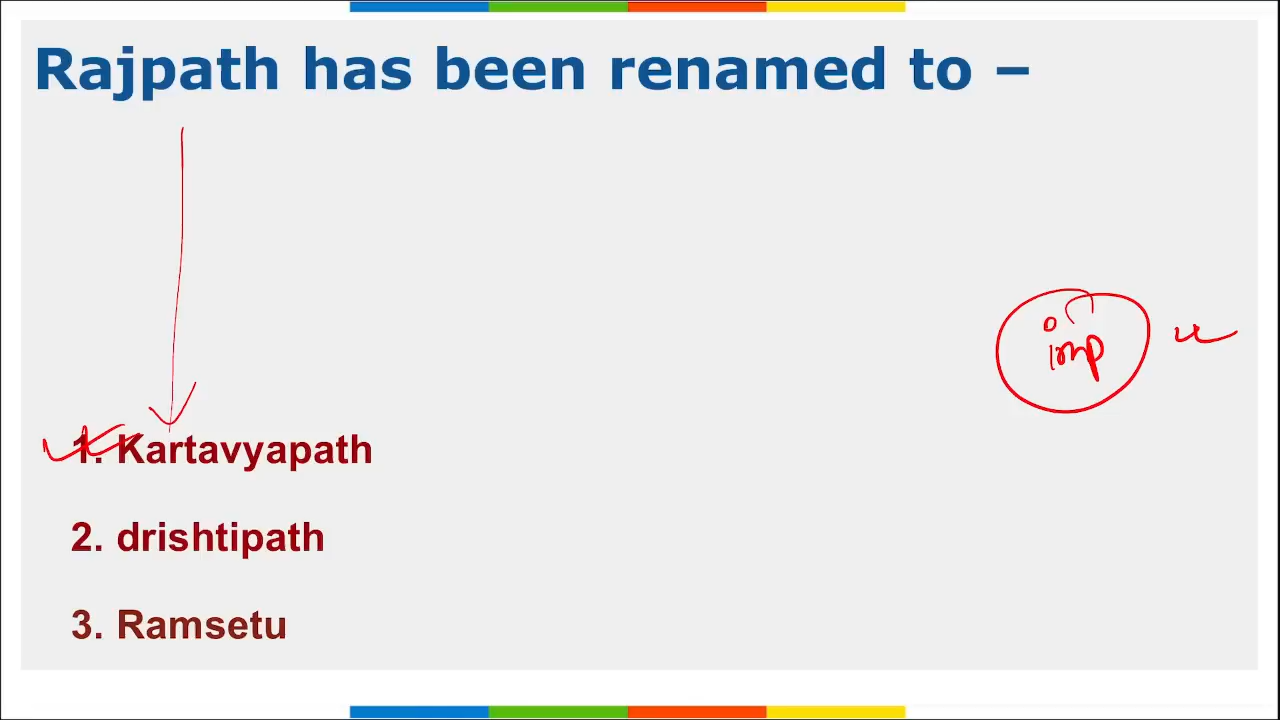 Rajpath has been renamed to –
imp
1. Kartavyapath
2. drishtipath
3. Ramsetu